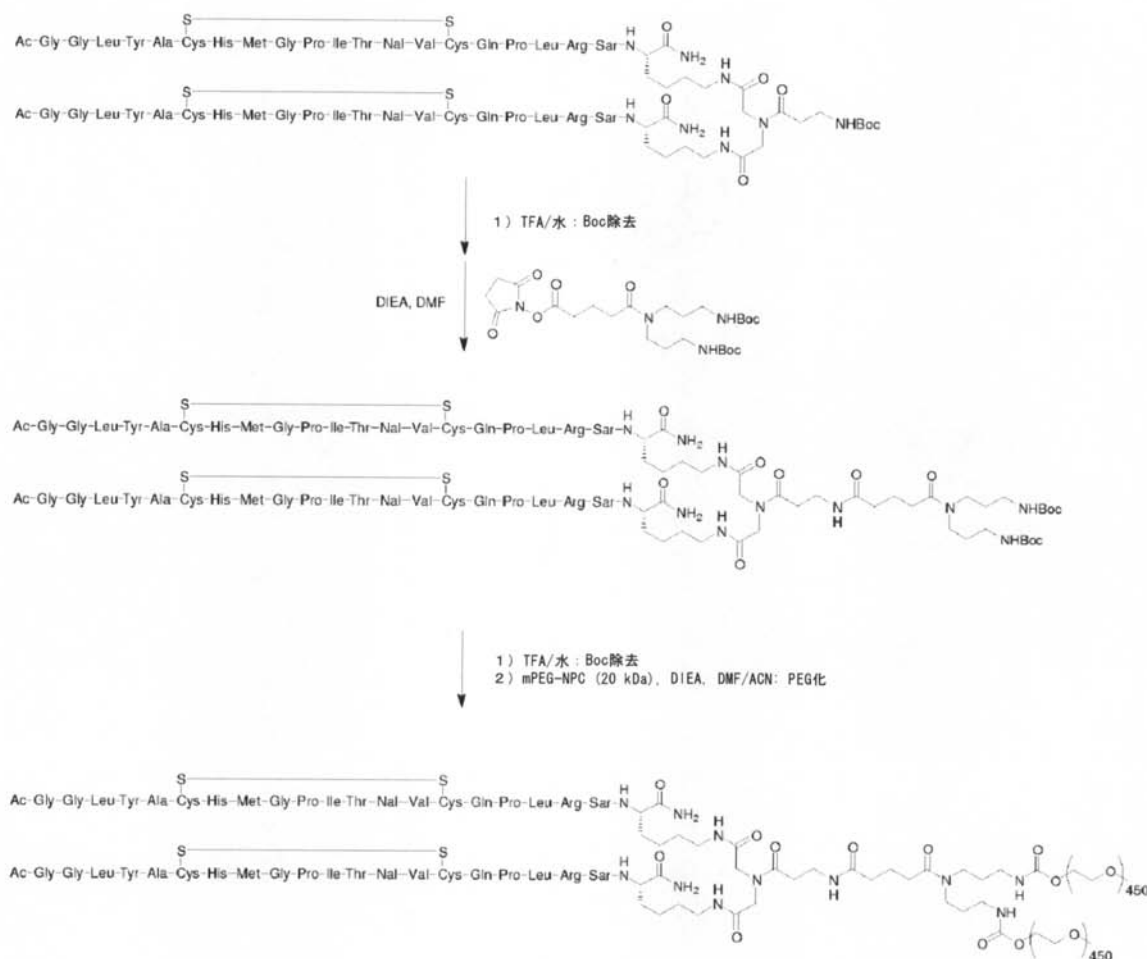 S S
Ac-Gly-Gly-Leu-Tyr-Ala-Cys-His-Met-Gly-Pro-Ile-Thr-Nal-Val-Cys-Gln-Pro-Leu-Arg-Sar-N
H
O
NH2
H
N
O
S S
Ac-Gly-Gly-Leu-Tyr-Ala-Cys-His-Met-Gly-Pro-Ile-Thr-Nal-Val-Cys-Gln-Pro-Leu-Arg-Sar-N
H
O
NH2
H
N
O
N
O
NHBoc
1) TFA/水:Boc除去
DIEA, DMF
O
N
O
O
O
O
N
NHBoc
NHBoc
S S
Ac-Gly-Gly-Leu-Tyr-Ala-Cys-His-Met-Gly-Pro-Ile-Thr-Nal-Val-Cys-Gln-Pro-Leu-Arg-Sar-N
H
O
NH2
H
N
O
S S
Ac-Gly-Gly-Leu-Tyr-Ala-Cys-His-Met-Gly-Pro-Ile-Thr-Nal-Val-Cys-Gln-Pro-Leu-Arg-Sar-N
H
O
NH2
H
N
O
N
O
N
H
O
O
N
NHBoc
NHBoc
1) TFA/水:Boc除去
2) mPEG-NPC (20 kDa), DIEA, DMF/ACN: PEG化
S S
Ac-Gly-Gly-Leu-Tyr-Ala-Cys-His-Met-Gly-Pro-Ile-Thr-Nal-Val-Cys-Gln-Pro-Leu-Arg-Sar-N
H
O
NH2
H
N
O
S S
Ac-Gly-Gly-Leu-Tyr-Ala-Cys-His-Met-Gly-Pro-Ile-Thr-Nal-Val-Cys-Gln-Pro-Leu-Arg-Sar-N
H
O
NH2
H
N
O
N
O
N
H
O
O
N
H
N
O
O
O
450
NH
O
O
O
450